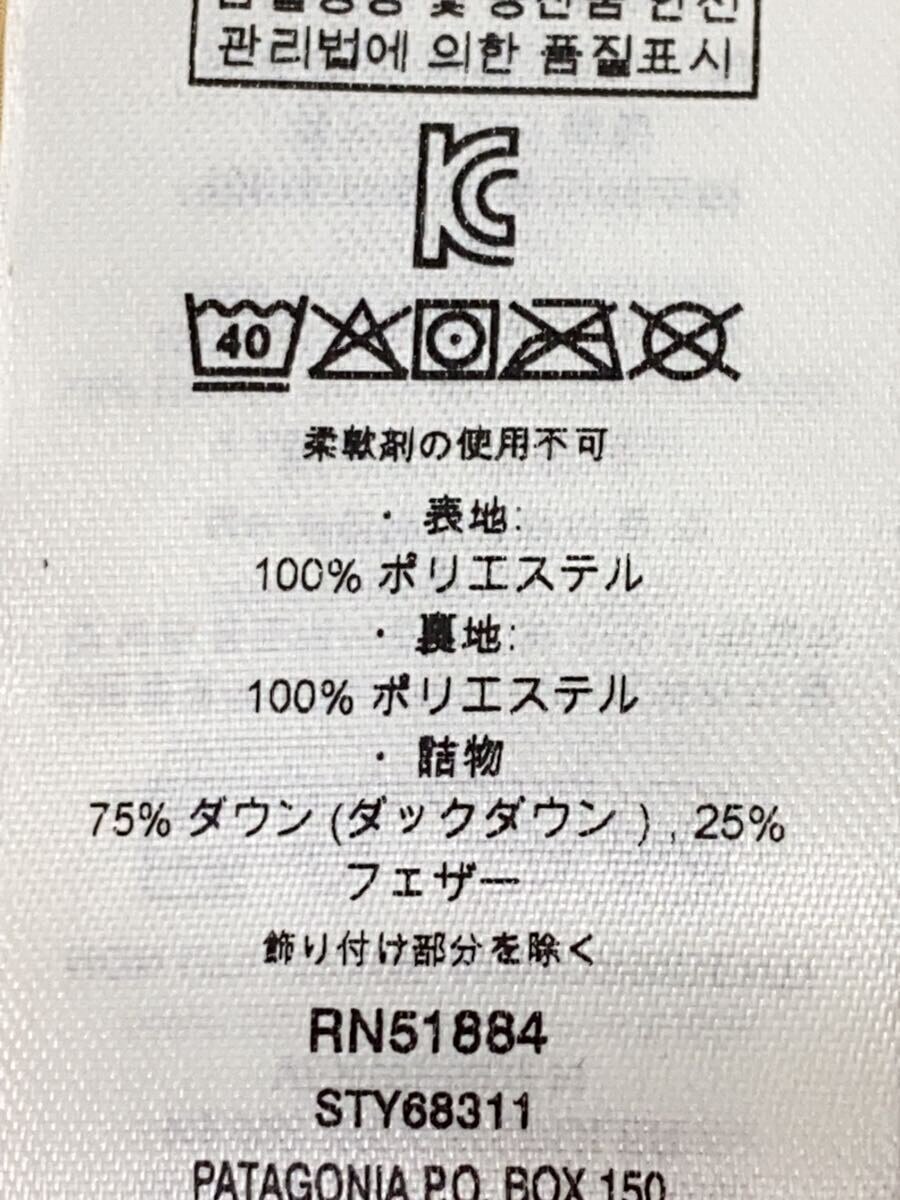 관리법에 의한 품질표시
KC
40
柔軟剤の使用不可
・表地:
100% ポリエステル
・裏地:
100% ポリエステル
・詰物
75% ダウン (ダックダウン ) , 25%
フェザー
飾り付け部分を除く
RN51884
STY68311
PATAGONIA P.O. BOX 150